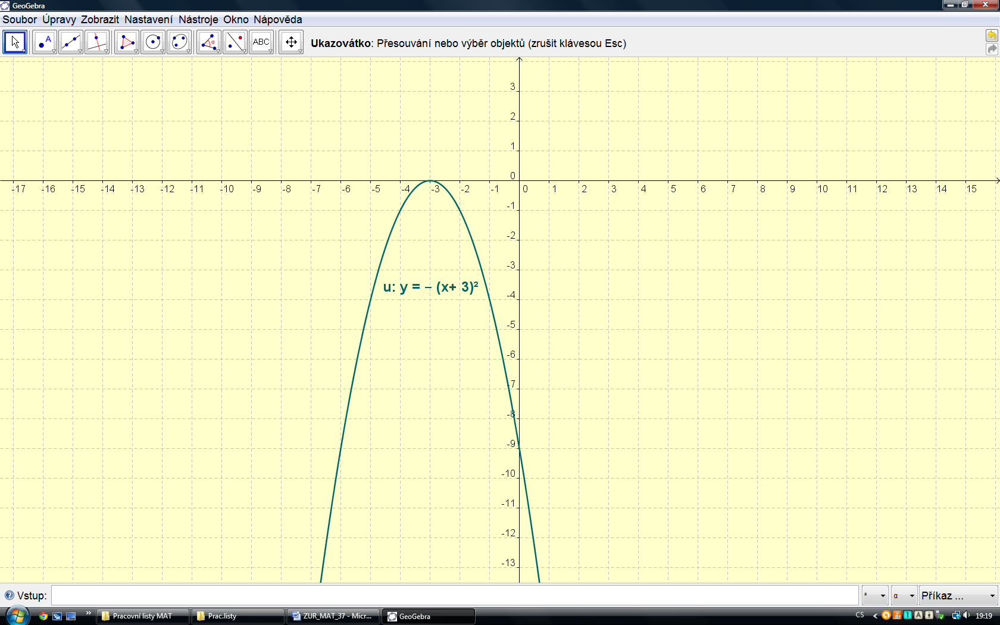 GeoGebra
Soubor Úpravy Zobrazit Nastavení Nástroje Okno Nápověda
A α ABC Ukazovátko: Přesouvání nebo výběr objektů (zrušit klávesou Esc)
3
2
1
0
-17 -16 -15 -14 -13 -12 -11 -10 -9 -8 -7 -6 -5 -4 -3 -2 -1 0 1 2 3 4 5 6 7 8 9 10 11 12 13 14 15
-1
-2
-3
u: y = – (x+ 3)²
-4
-5
-6
-7
-8
-9
-10
-11
-12
-13
Vstup: ² α Příkaz ...
Pracovní listy MAT Prac.listy ZUR_MAT_37 - Micr... GeoGebra CS 19:19